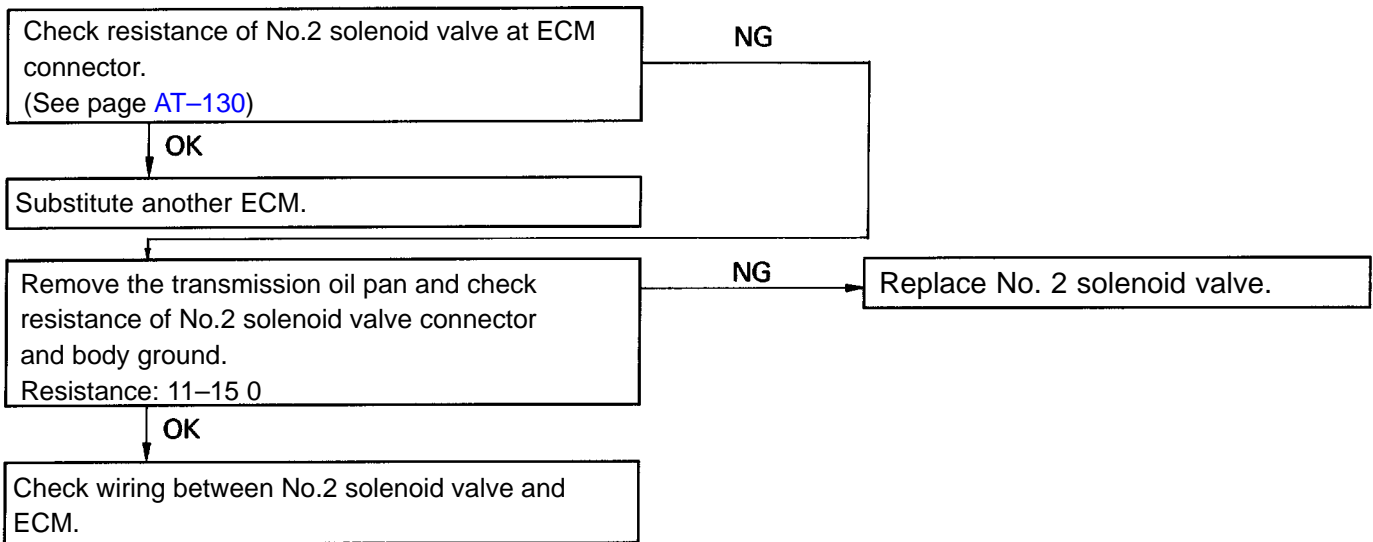 Check resistance of No.2 solenoid valve at ECM
connector.
(See page AT–130)
NG
OK
Substitute another ECM.
Remove the transmission oil pan and check
resistance of No.2 solenoid valve connector
and body ground.
Resistance: 11–15 0
NG
Replace No. 2 solenoid valve.
OK
Check wiring between No.2 solenoid valve and
ECM.